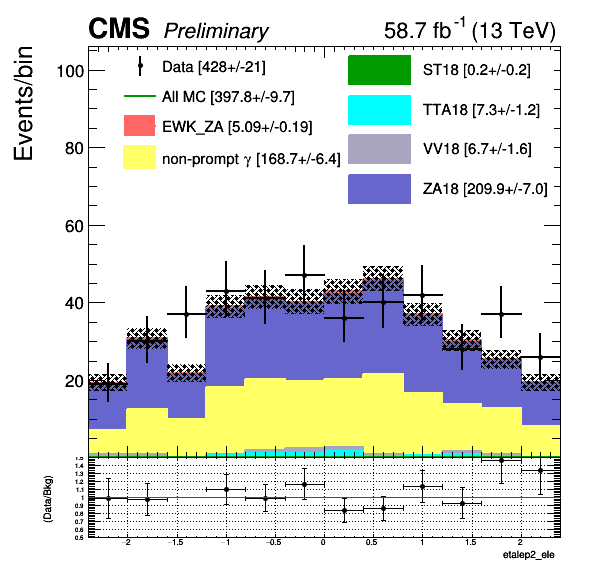 CMS Preliminary 58.7 fb⁻¹ (13 TeV)
Events/bin
100
80
60
40
20
Data [428+/-21]
All MC [397.8+/-9.7]
EWK_ZA [5.09+/-0.19]
non-prompt γ [168.7+/-6.4]
ST18 [0.2+/-0.2]
TTA18 [7.3+/-1.2]
VV18 [6.7+/-1.6]
ZA18 [209.9+/-7.0]
(Data/Bkg)
1.5
1.4
1.3
1.2
1.1
1
0.9
0.8
0.7
0.6
0.5
-2 -1.5 -1 -0.5 0 0.5 1 1.5 2
etalep2_ele